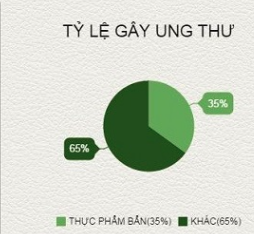 TỶ LỆ GÂY UNG THƯ
35%
65%
THỰC PHẨM BẨN(35%) KHÁC(65%)